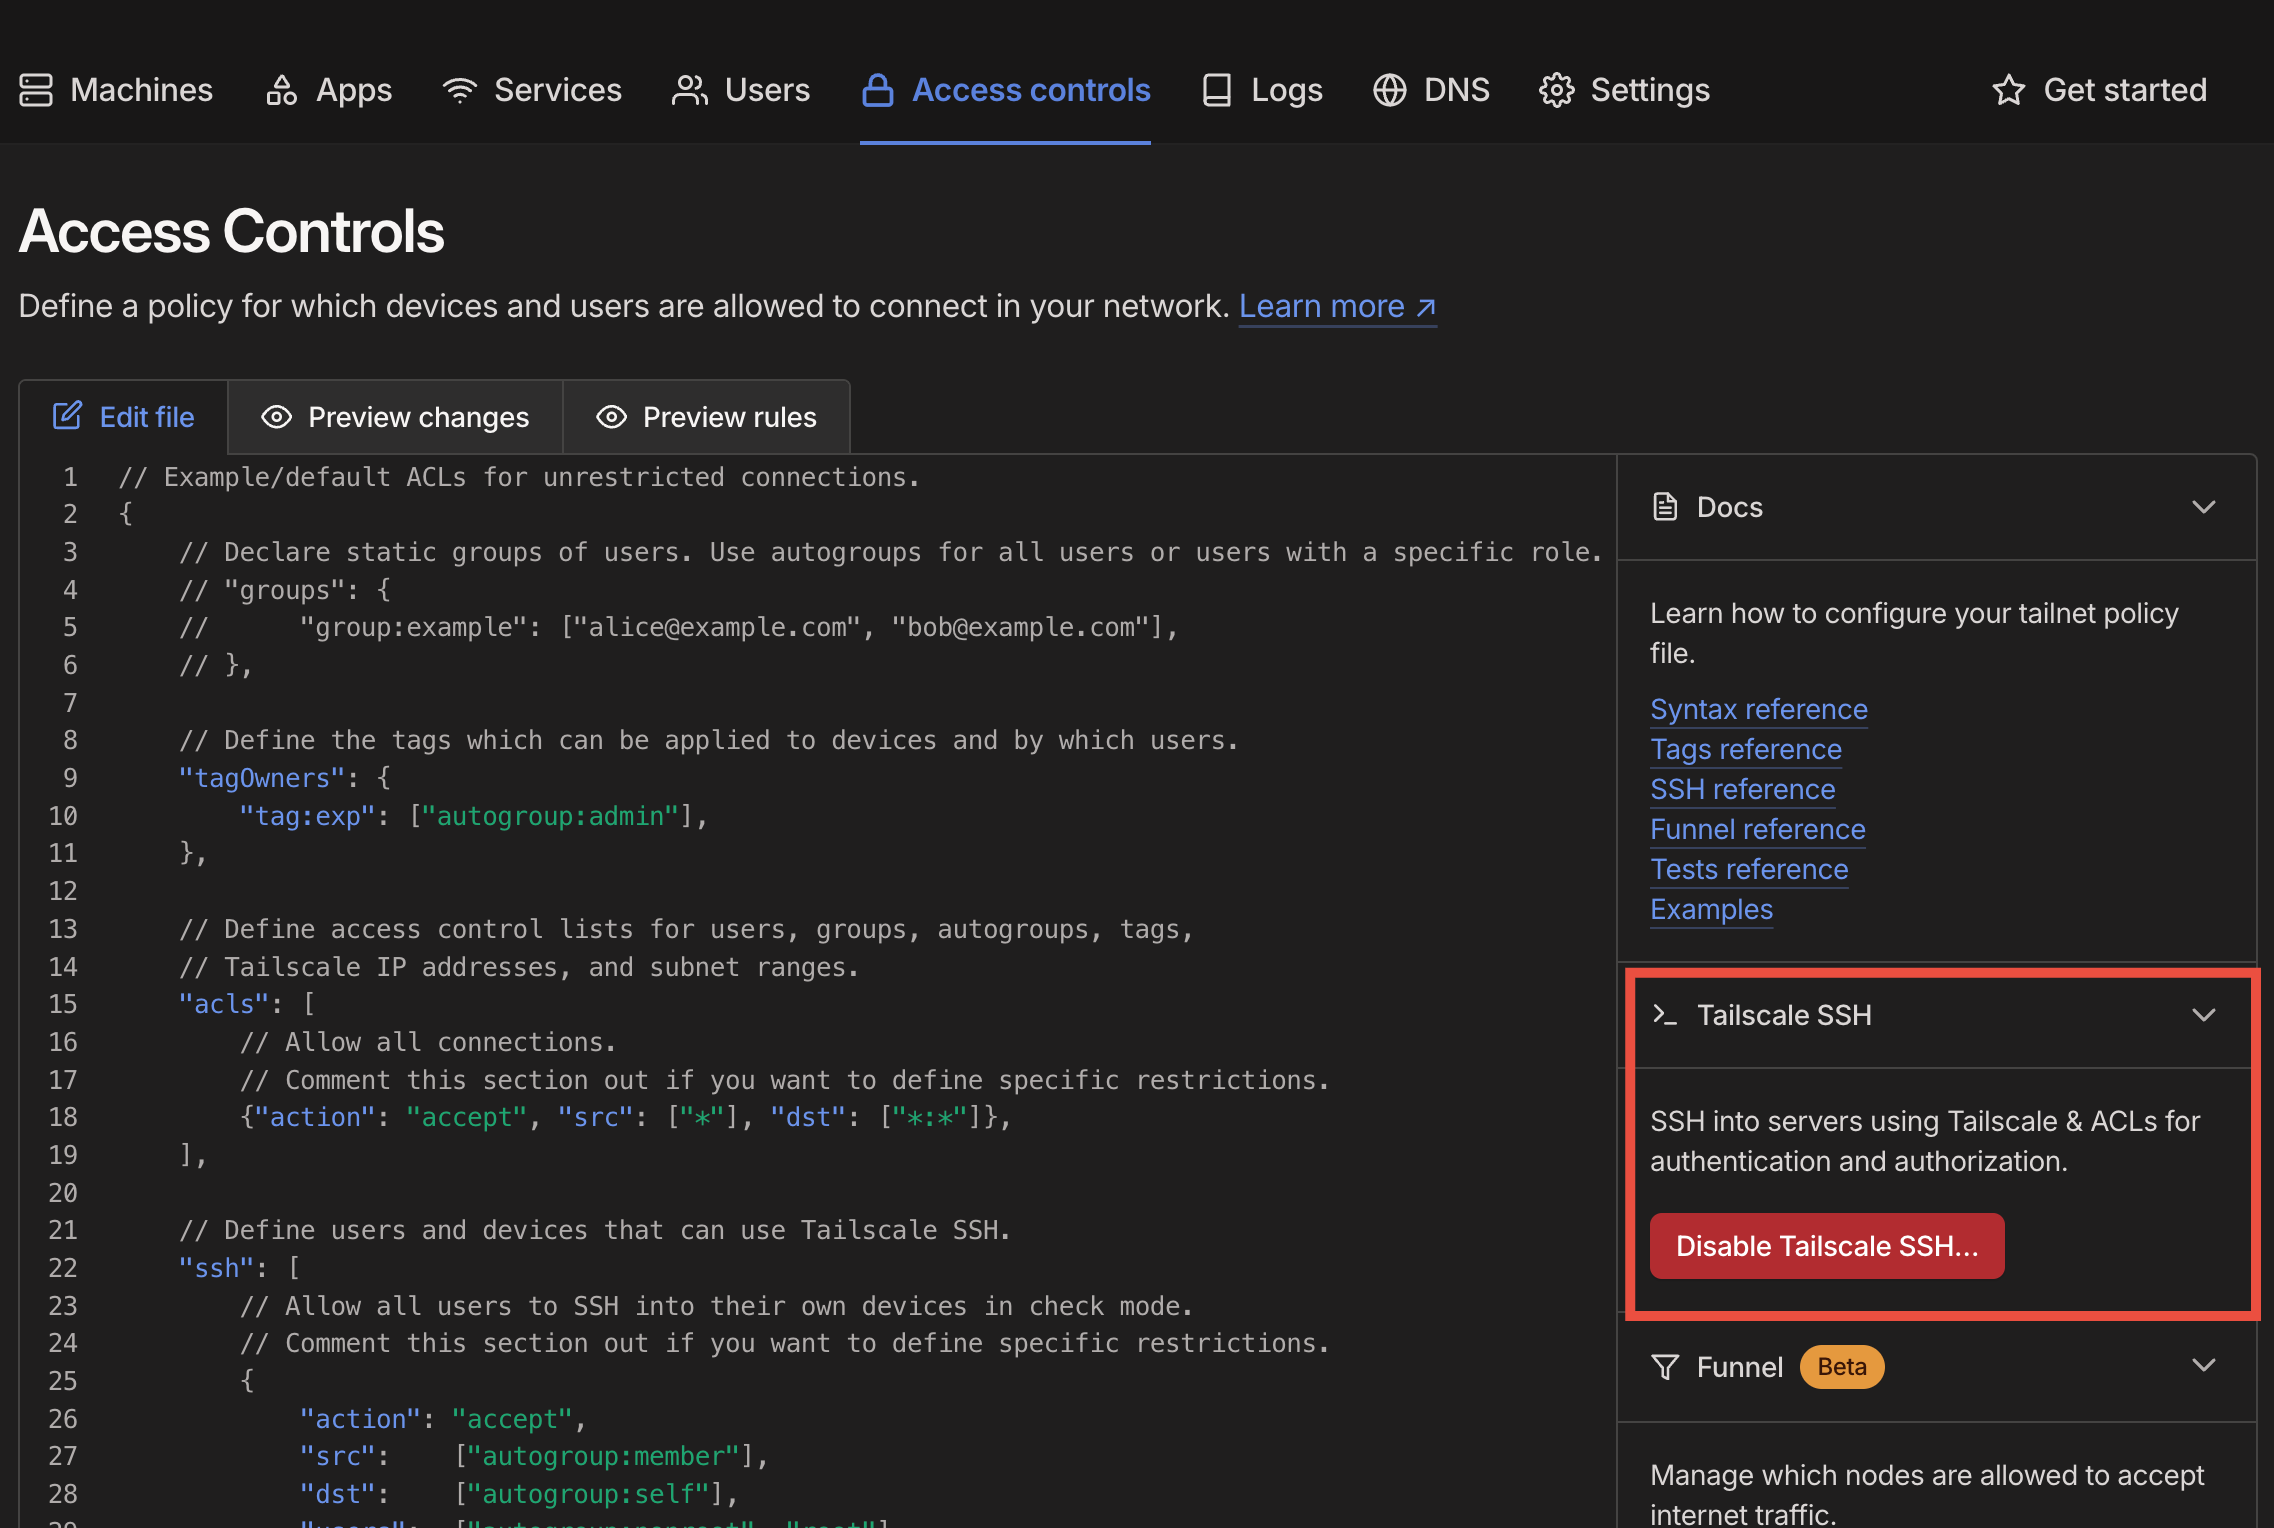 Machines Apps Services Users Access controls Logs DNS Settings Get started
Access Controls
Define a policy for which devices and users are allowed to connect in your network. Learn more ↗
Edit file Preview changes Preview rules
1 // Example/default ACLs for unrestricted connections.
2 {
3     // Declare static groups of users. Use autogroups for all users or users with a specific role.
4     // "groups": {
5     //      "group:example": ["alice@example.com", "bob@example.com"],
6     // },
7
8     // Define the tags which can be applied to devices and by which users.
9     "tagOwners": {
10         "tag:exp": ["autogroup:admin"],
11     },
12
13     // Define access control lists for users, groups, autogroups, tags,
14     // Tailscale IP addresses, and subnet ranges.
15     "acls": [
16         // Allow all connections.
17         // Comment this section out if you want to define specific restrictions.
18         {"action": "accept", "src": ["*"], "dst": ["*:*"]},
19     ],
20
21     // Define users and devices that can use Tailscale SSH.
22     "ssh": [
23         // Allow all users to SSH into their own devices in check mode.
24         // Comment this section out if you want to define specific restrictions.
25         {
26             "action": "accept",
27             "src":    ["autogroup:member"],
28             "dst":    ["autogroup:self"],
Docs
Learn how to configure your tailnet policy
file.
Syntax reference
Tags reference
SSH reference
Funnel reference
Tests reference
Examples
Tailscale SSH
SSH into servers using Tailscale & ACLs for
authentication and authorization.
Disable Tailscale SSH...
Funnel Beta
Manage which nodes are allowed to accept
internet traffic.